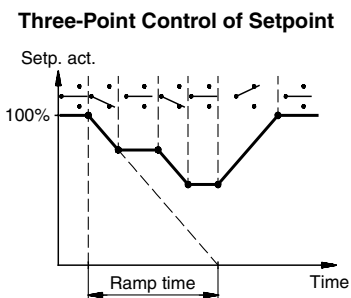 Three-Point Control of Setpoint
Setp. act.
100%
Ramp time
Time